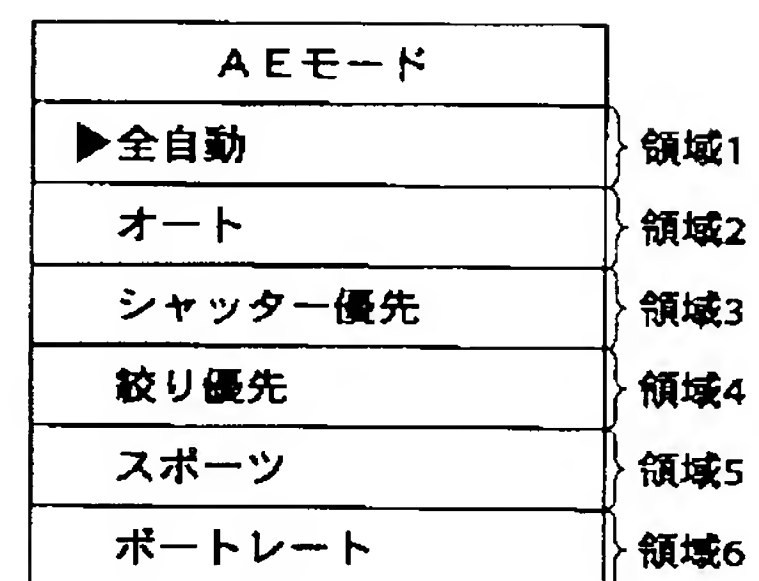 AEモード
▶全自動 領域1
オート 領域2
シャッター優先 領域3
絞り優先 領域4
スポーツ 領域5
ポートレート 領域6